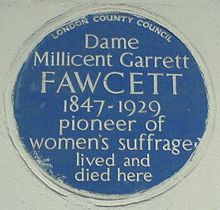 LONDON COUNTY COUNCIL
Dame
Millicent Garrett
FAWCETT
1847-1929
pioneer of
women's suffrage
lived and
died here